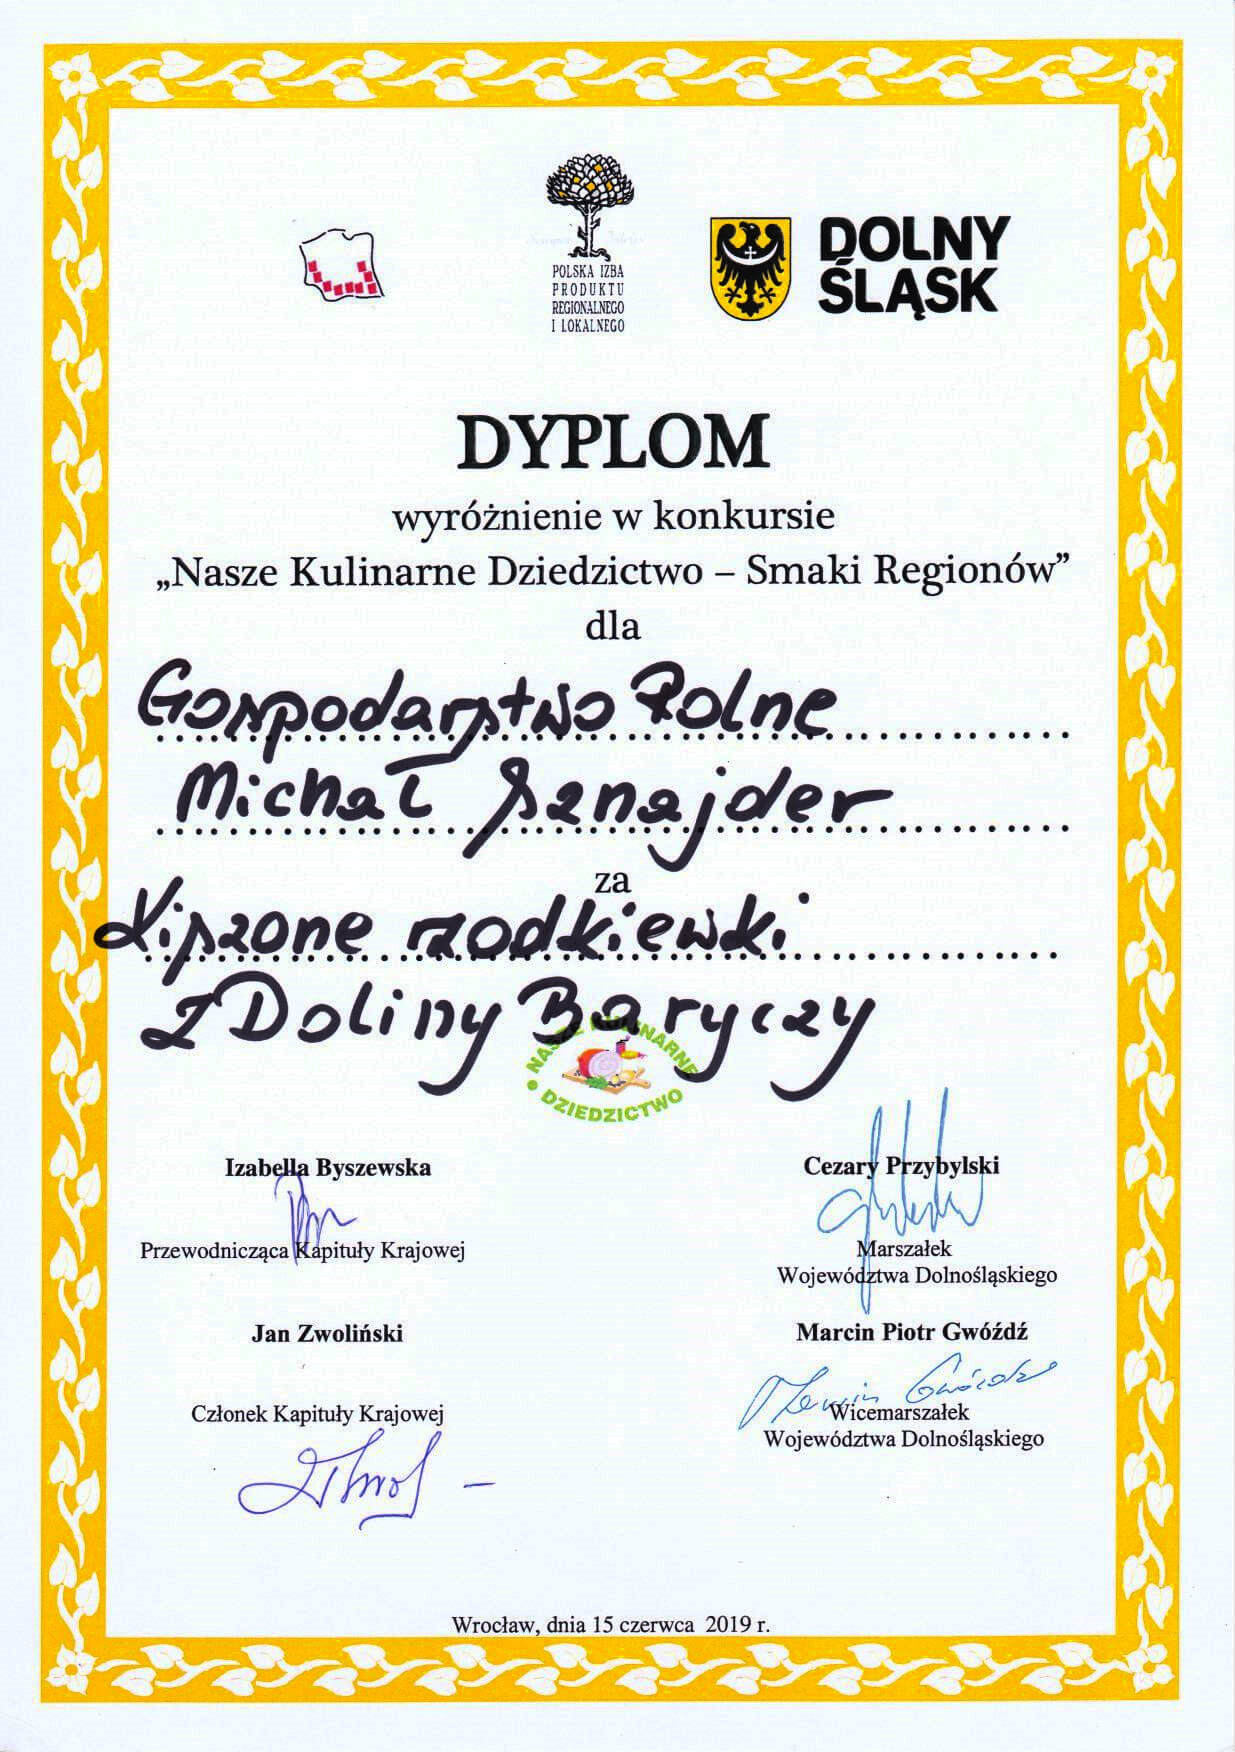 POLSKA IZBA
PRODUKTU
REGIONALNEGO
I LOKALNEGO
DOLNY
ŚLĄSK
DYPLOM
wyróżnienie w konkursie
„Nasze Kulinarne Dziedzictwo – Smaki Regionów”
dla
Gospodarstwo Rolne
Michał Sznajder
za
Kiszone rzodkiewki
z Doliny Baryczy
NASZE KULINARNE
DZIEDZICTWO
Izabella Byszewska
Przewodnicząca Kapituły Krajowej
Cezary Przybylski
Marszałek
Województwa Dolnośląskiego
Jan Zwoliński
Członek Kapituły Krajowej
Marcin Piotr Gwóźdź
Marcin Gwóźdź
Wicemarszałek
Województwa Dolnośląskiego
Wrocław, dnia 15 czerwca 2019 r.